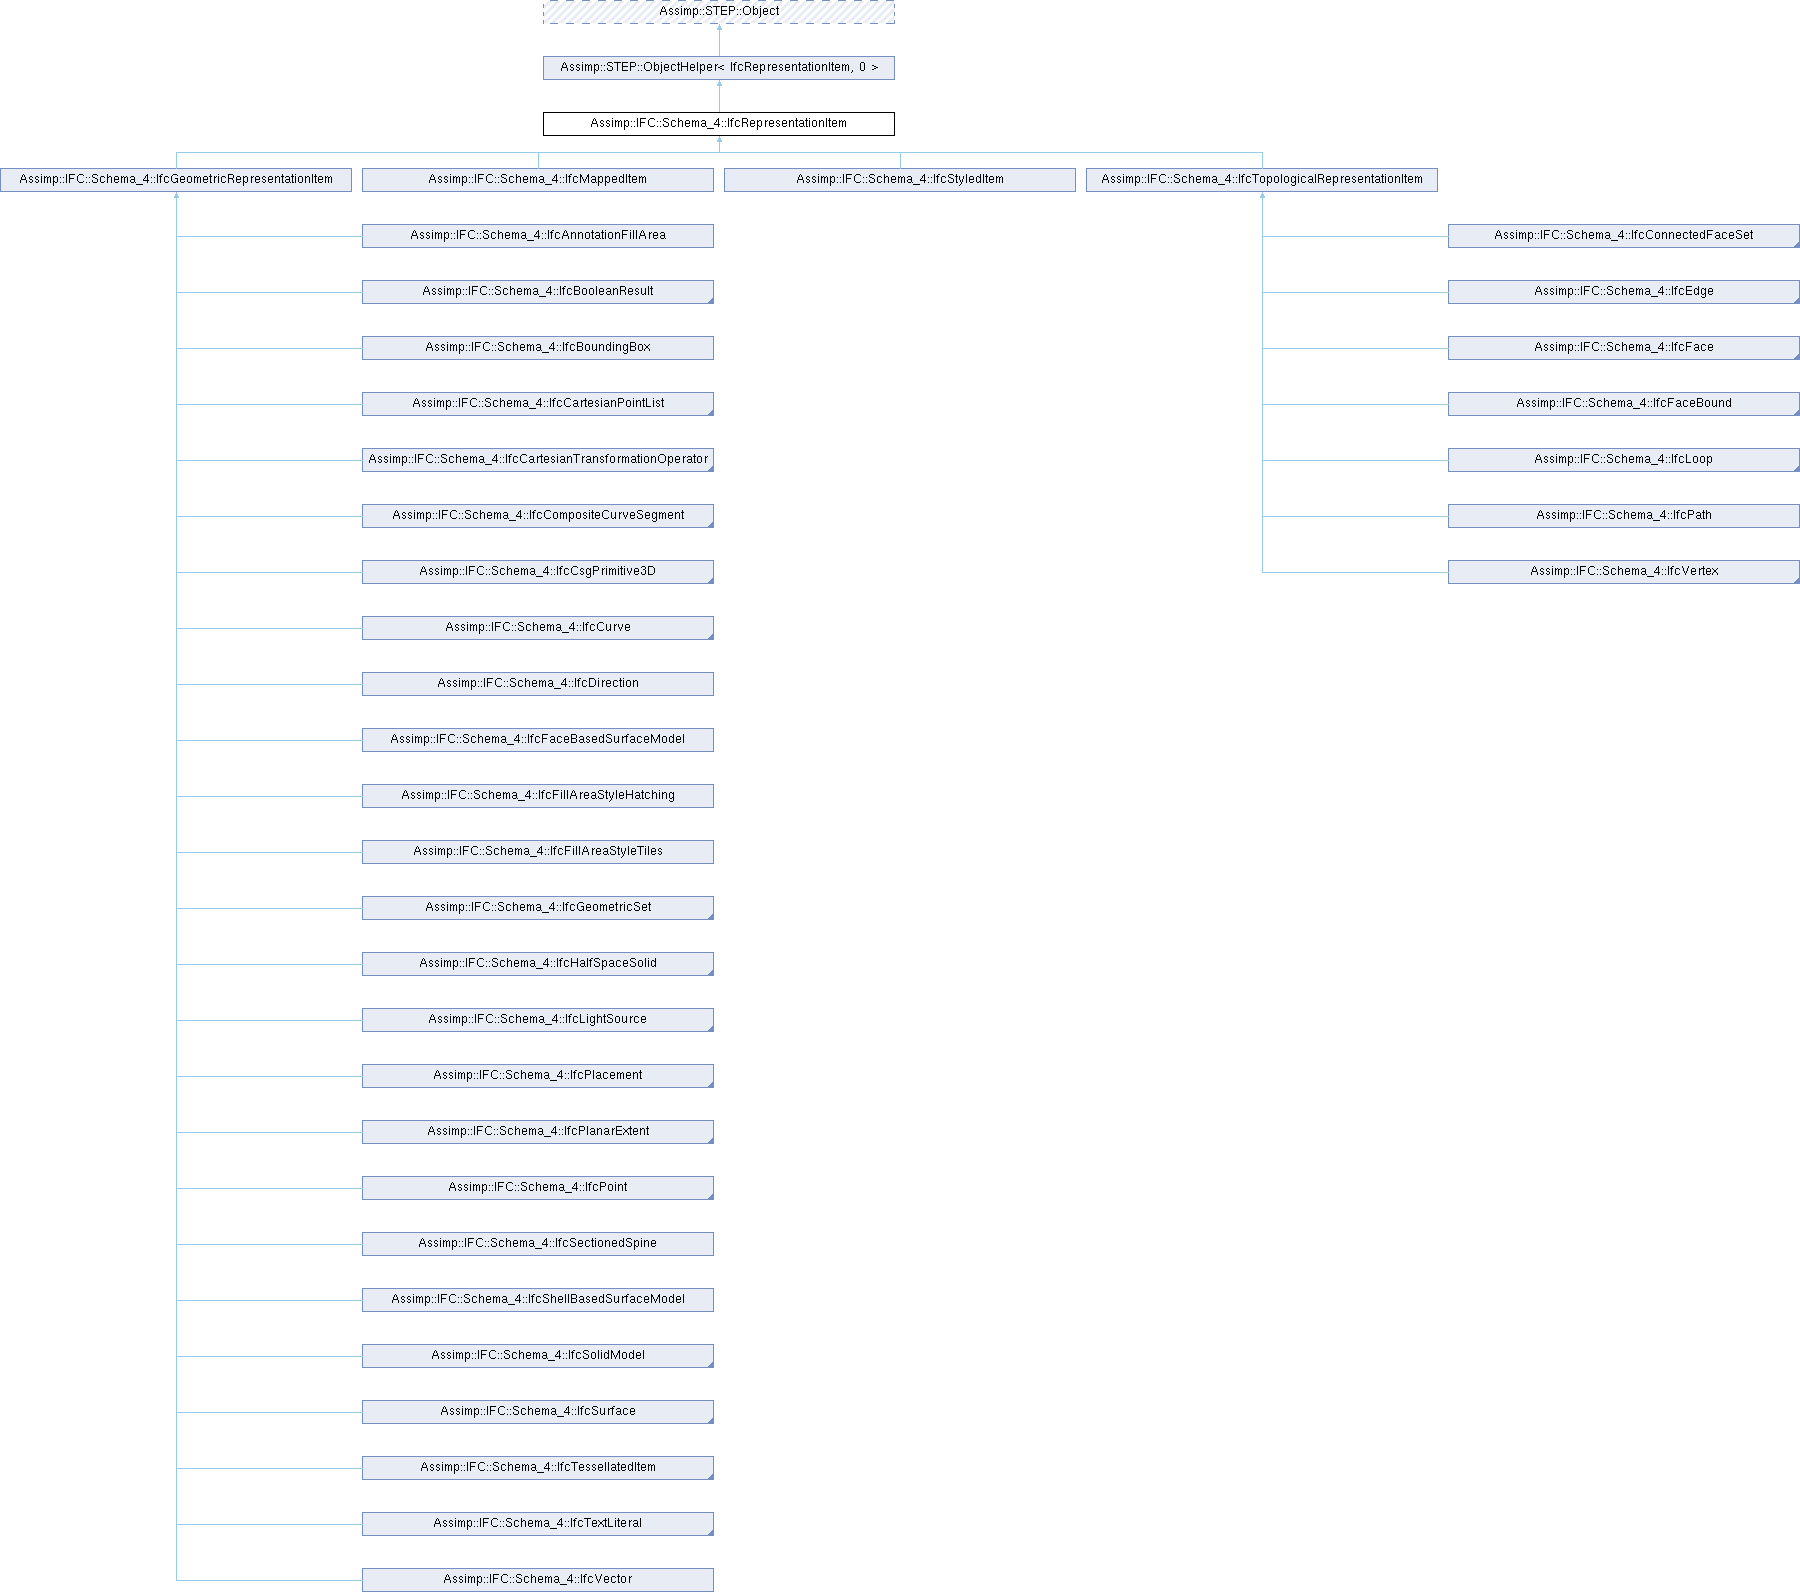 Assimp::STEP::Object
Assimp::STEP::ObjectHelper< IfcRepresentationItem, 0 >
Assimp::IFC::Schema_4::IfcRepresentationItem
Assimp::IFC::Schema_4::IfcGeometricRepresentationItem
Assimp::IFC::Schema_4::IfcMappedItem
Assimp::IFC::Schema_4::IfcStyledItem
Assimp::IFC::Schema_4::IfcTopologicalRepresentationItem
Assimp::IFC::Schema_4::IfcAnnotationFillArea
Assimp::IFC::Schema_4::IfcBooleanResult
Assimp::IFC::Schema_4::IfcBoundingBox
Assimp::IFC::Schema_4::IfcCartesianPointList
Assimp::IFC::Schema_4::IfcCartesianTransformationOperator
Assimp::IFC::Schema_4::IfcCompositeCurveSegment
Assimp::IFC::Schema_4::IfcCsgPrimitive3D
Assimp::IFC::Schema_4::IfcCurve
Assimp::IFC::Schema_4::IfcDirection
Assimp::IFC::Schema_4::IfcFaceBasedSurfaceModel
Assimp::IFC::Schema_4::IfcFillAreaStyleHatching
Assimp::IFC::Schema_4::IfcFillAreaStyleTiles
Assimp::IFC::Schema_4::IfcGeometricSet
Assimp::IFC::Schema_4::IfcHalfSpaceSolid
Assimp::IFC::Schema_4::IfcLightSource
Assimp::IFC::Schema_4::IfcPlacement
Assimp::IFC::Schema_4::IfcPlanarExtent
Assimp::IFC::Schema_4::IfcPoint
Assimp::IFC::Schema_4::IfcSectionedSpine
Assimp::IFC::Schema_4::IfcShellBasedSurfaceModel
Assimp::IFC::Schema_4::IfcSolidModel
Assimp::IFC::Schema_4::IfcSurface
Assimp::IFC::Schema_4::IfcTessellatedItem
Assimp::IFC::Schema_4::IfcTextLiteral
Assimp::IFC::Schema_4::IfcVector
Assimp::IFC::Schema_4::IfcConnectedFaceSet
Assimp::IFC::Schema_4::IfcEdge
Assimp::IFC::Schema_4::IfcFace
Assimp::IFC::Schema_4::IfcFaceBound
Assimp::IFC::Schema_4::IfcLoop
Assimp::IFC::Schema_4::IfcPath
Assimp::IFC::Schema_4::IfcVertex